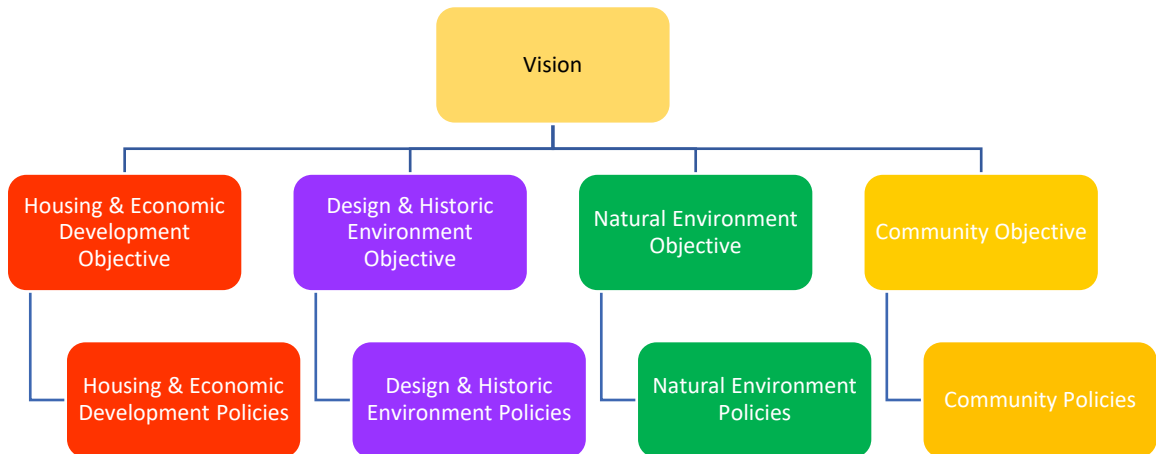 Vision
Housing & Economic
Development
Objective
Design & Historic
Environment
Objective
Natural Environment
Objective
Community Objective
Housing & Economic
Development Policies
Design & Historic
Environment Policies
Natural Environment
Policies
Community Policies